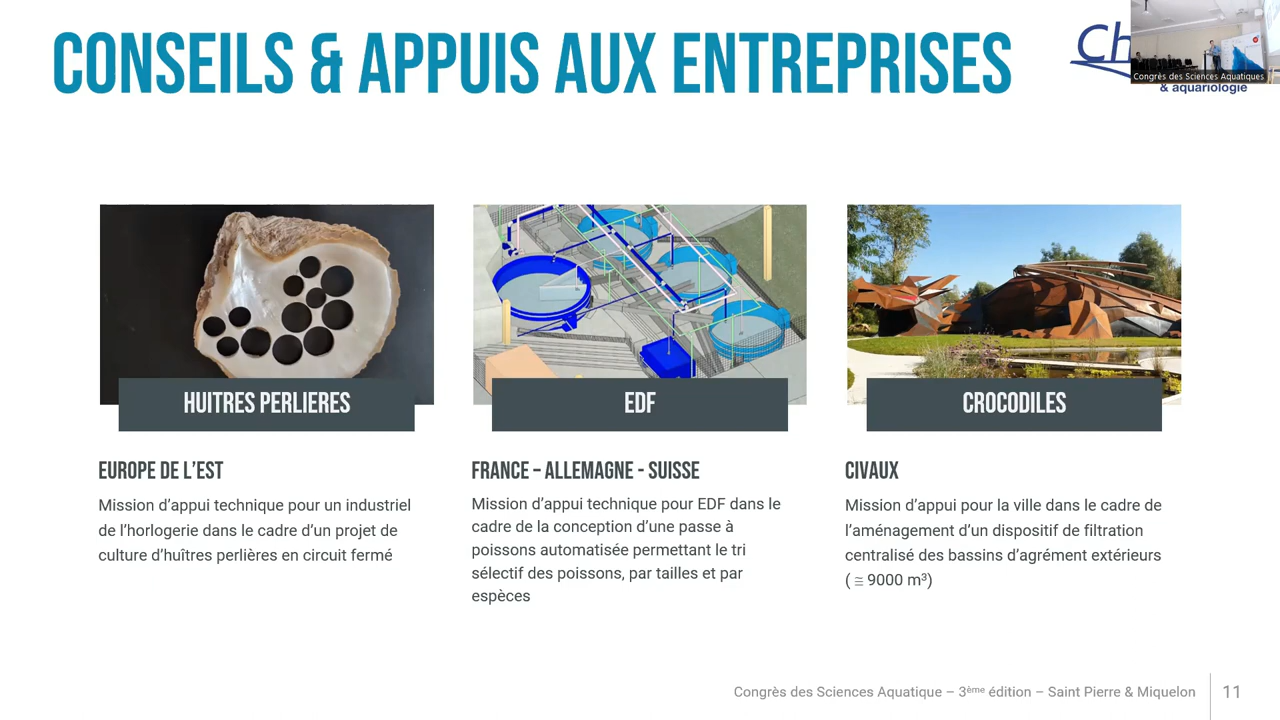 CONSEILS & APPUIS AUX ENTREPRISES
Ch
& aquariologie
Congrès des Sciences Aquatiques
HUITRES PERLIERES
EUROPE DE L’EST
Mission d’appui technique pour un industriel
de l’horlogerie dans le cadre d’un projet de
culture d’huîtres perlières en circuit fermé
EDF
FRANCE – ALLEMAGNE - SUISSE
Mission d’appui technique pour EDF dans le
cadre de la conception d’une passe à
poissons automatisée permettant le tri
sélectif des poissons, par tailles et par
espèces
CROCODILES
CIVAUX
Mission d’appui pour la ville dans le cadre de
l’aménagement d’un dispositif de filtration
centralisé des bassins d’agrément extérieurs
( ≅ 9000 m³)
Congrès des Sciences Aquatique – 3ème édition – Saint Pierre & Miquelon
11